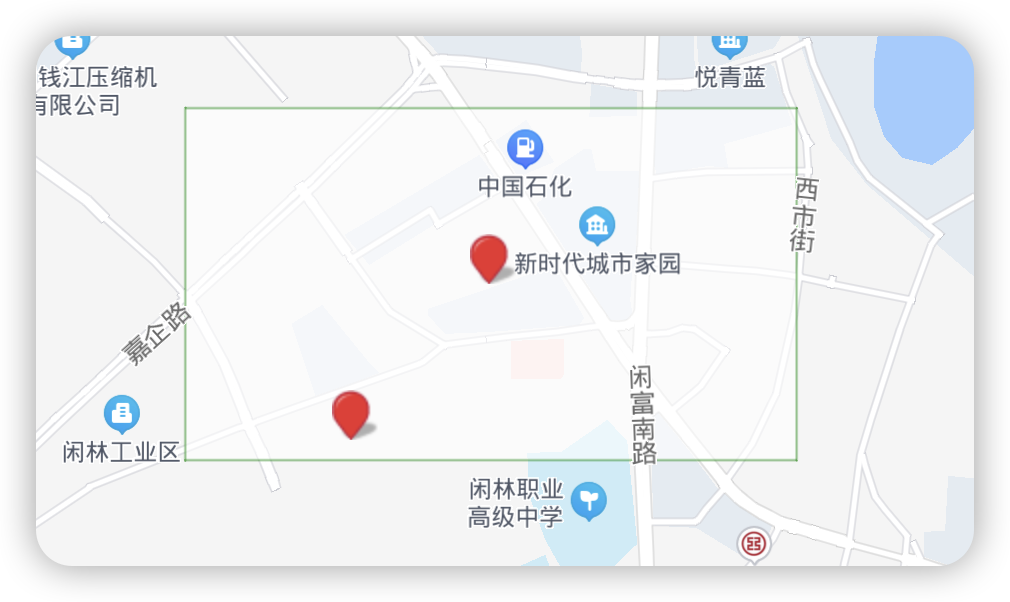 钱江压缩机
有限公司
悦青蓝
中国石化
西市街
新时代城市家园
嘉企路
闲富南路
闲林工业区
闲林职业
高级中学